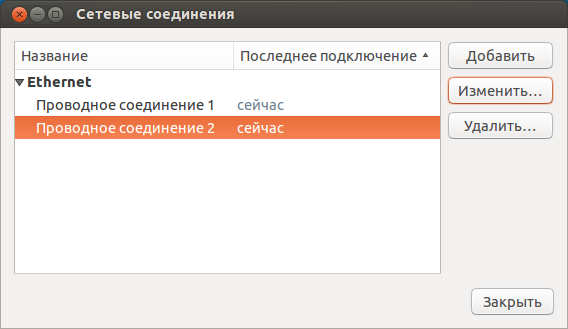 Сетевые соединения
Название Последнее подключение
Добавить
Ethernet
Изменить...
Проводное соединение 1 сейчас
Проводное соединение 2 сейчас
Удалить...
Закрыть